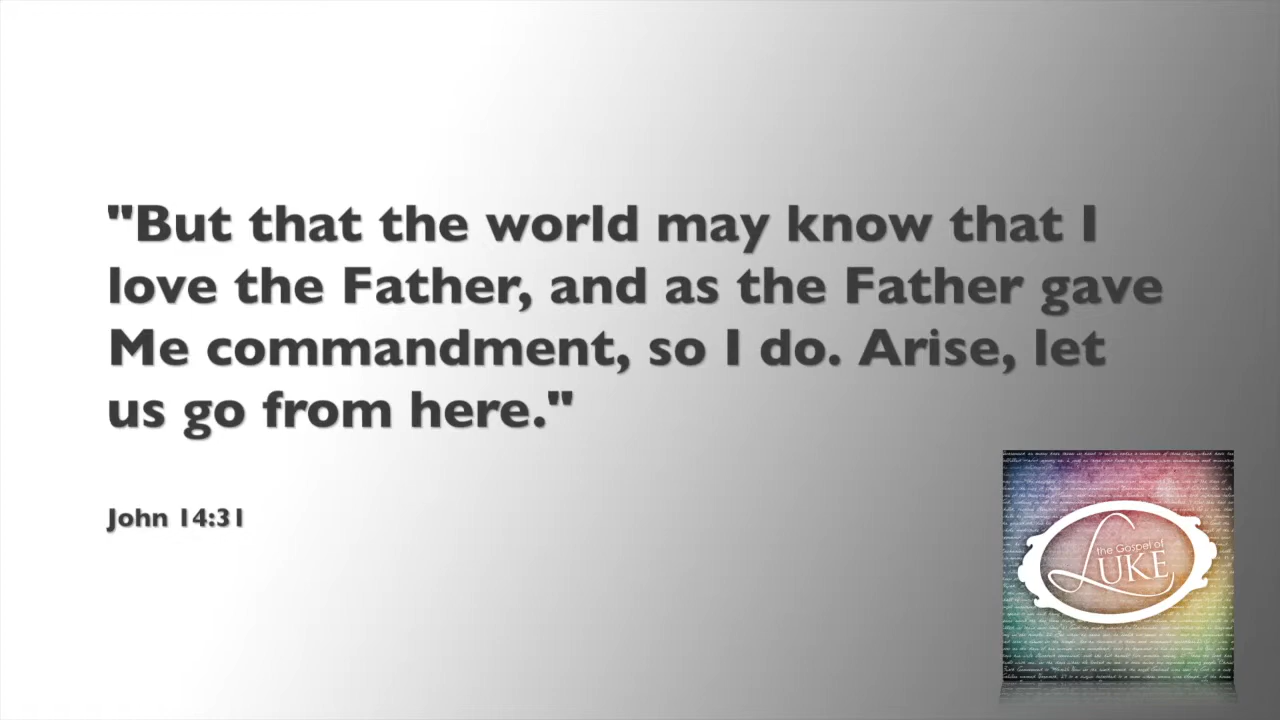 "But that the world may know that I
love the Father, and as the Father gave
Me commandment, so I do. Arise, let
us go from here."
John 14:31
the Gospel of
LUKE